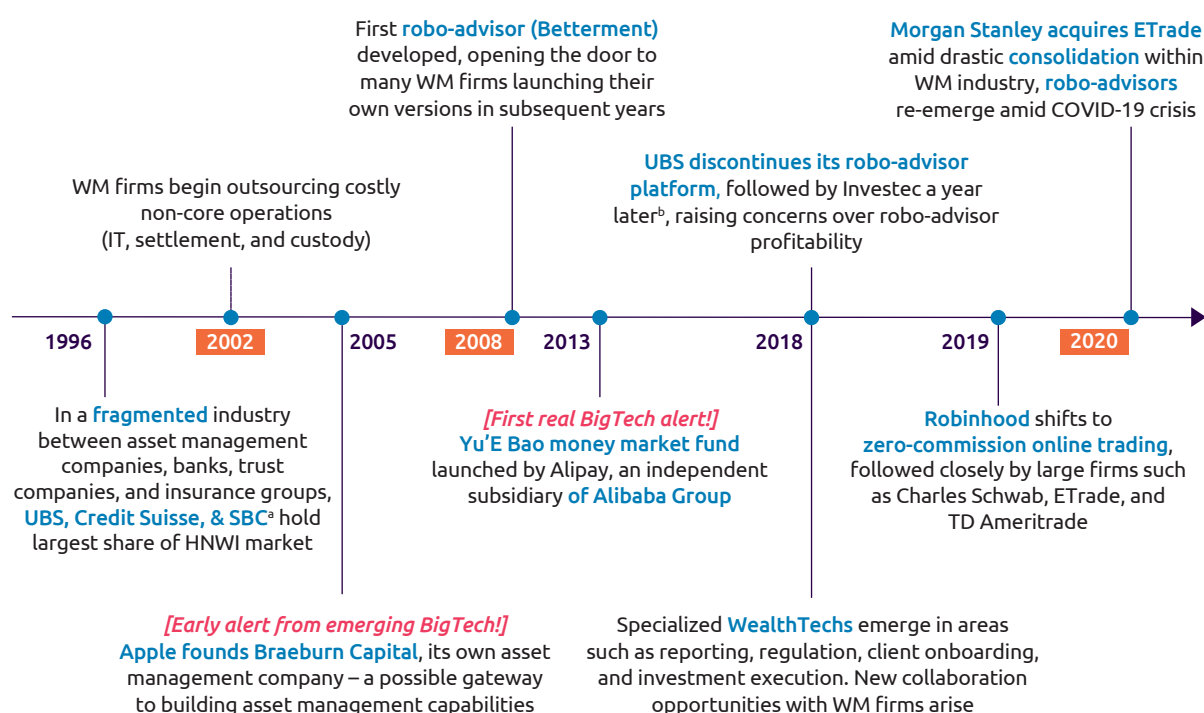 First robo-advisor (Betterment)
developed, opening the door to
many WM firms launching their
own versions in subsequent years
Morgan Stanley acquires ETrade
amid drastic consolidation within
WM industry, robo-advisors
re-emerge amid COVID-19 crisis
WM firms begin outsourcing costly
non-core operations
(IT, settlement, and custody)
UBS discontinues its robo-advisor
platform, followed by Investec a year
laterᵇ, raising concerns over robo-advisor
profitability
1996 2002 2005 2008 2013 2018 2019 2020
In a fragmented industry
between asset management
companies, banks, trust
companies, and insurance groups,
UBS, Credit Suisse, & SBCᵃ hold
largest share of HNWI market
[First real BigTech alert!]
Yu’E Bao money market fund
launched by Alipay, an independent
subsidiary of Alibaba Group
Robinhood shifts to
zero-commission online trading,
followed closely by large firms such
as Charles Schwab, ETrade, and
TD Ameritrade
[Early alert from emerging BigTech!]
Apple founds Braeburn Capital, its own asset
management company – a possible gateway
to building asset management capabilities
Specialized WealthTechs emerge in areas
such as reporting, regulation, client onboarding,
and investment execution. New collaboration
opportunities with WM firms arise